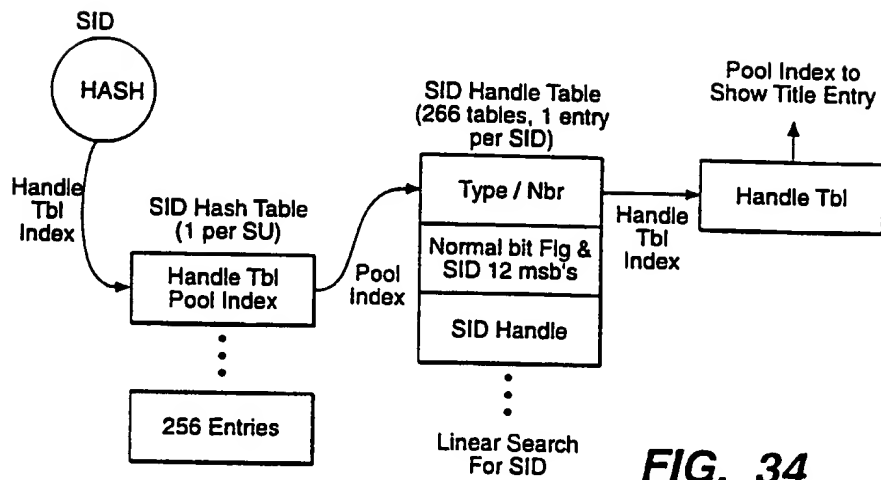 SID
HASH
Handle
Tbl
Index
SID Hash Table
(1 per SU)
Handle Tbl
Pool Index
256 Entries
Pool
Index
SID Handle Table
(266 tables, 1 entry
per SID)
Type / Nbr
Normal bit Flg &
SID 12 msb's
SID Handle
Linear Search
For SID
Handle
Tbl
Index
Pool Index to
Show Title Entry
Handle Tbl
FIG. 34